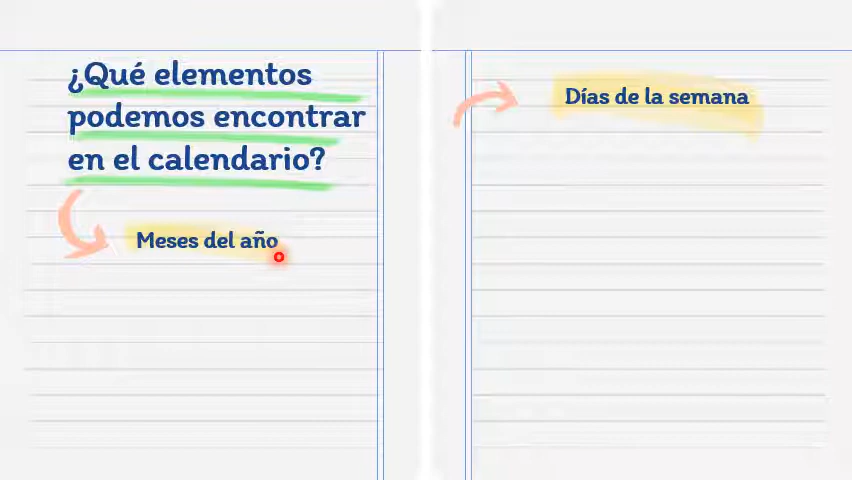 ¿Qué elementos
podemos encontrar
en el calendario?
Meses del año
Días de la semana